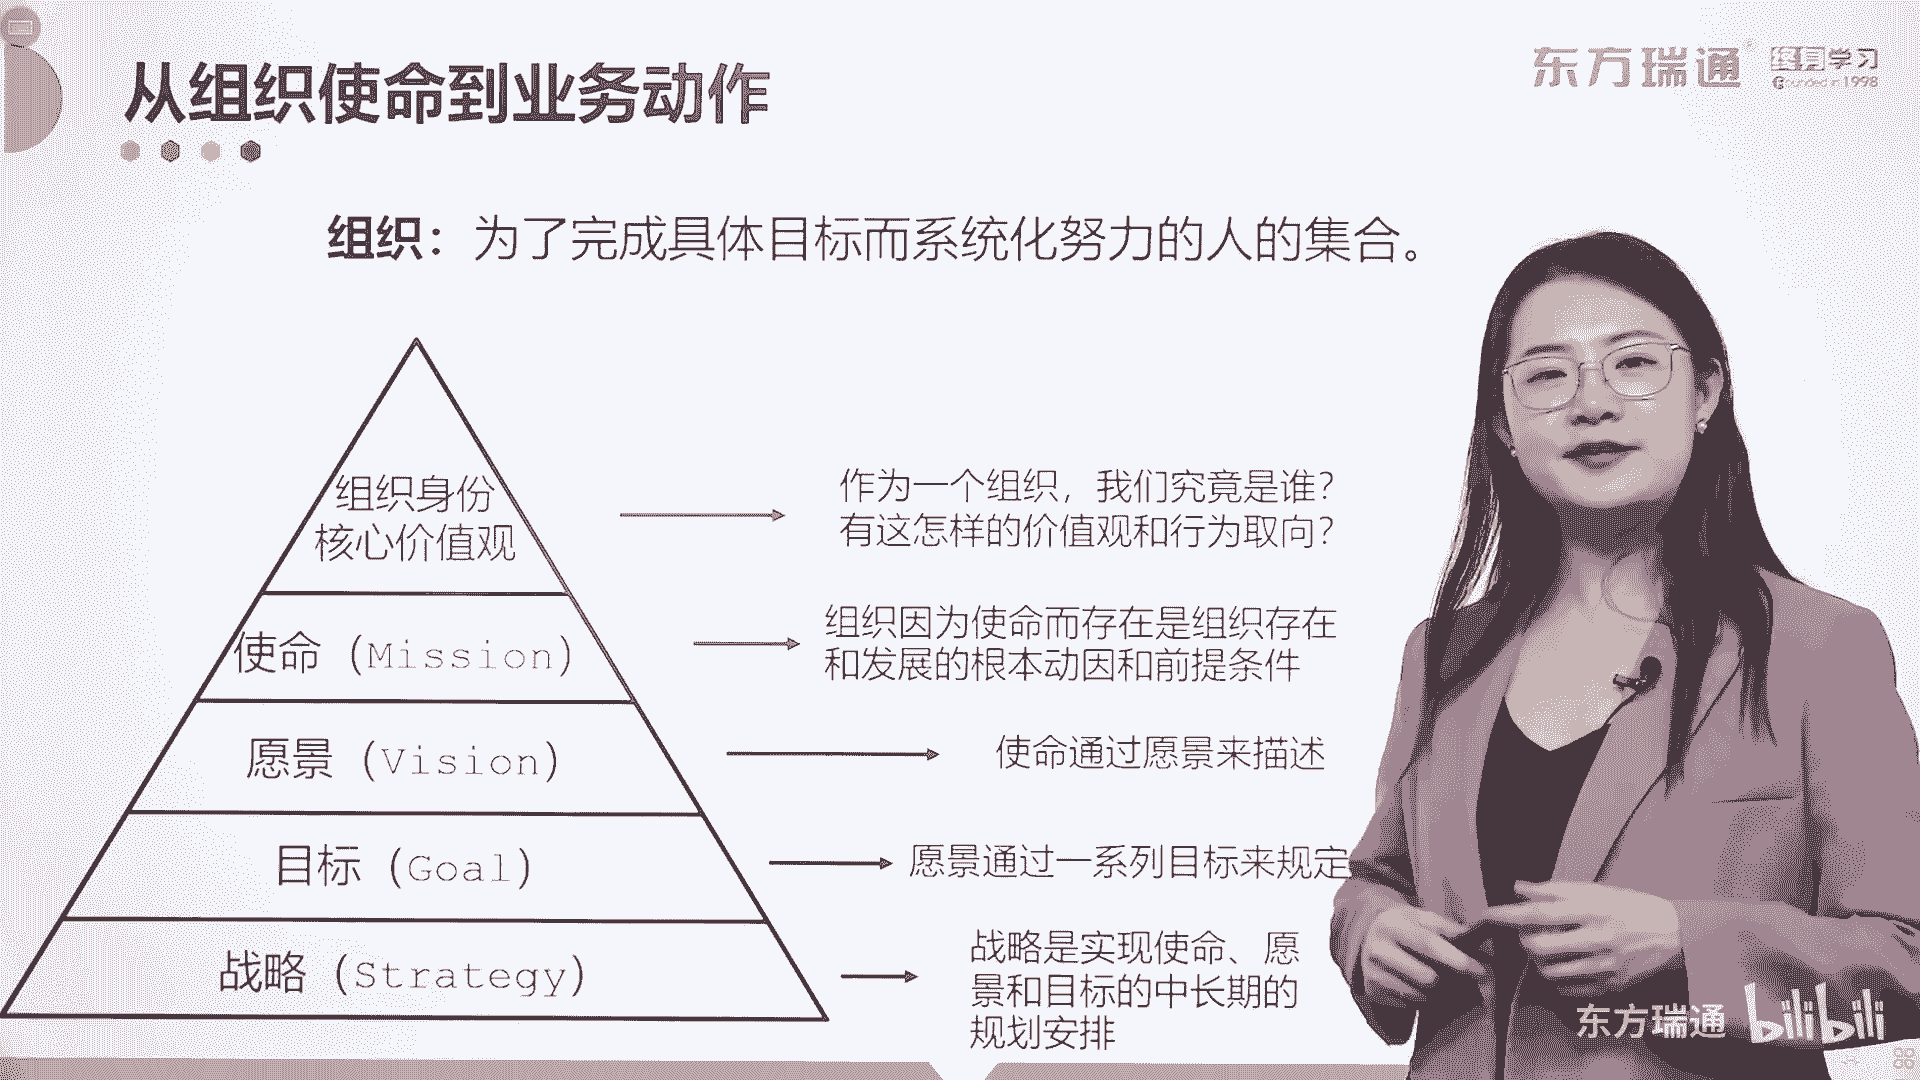 从组织使命到业务动作
东方瑞通®
终身学习
Founded in 1998
组织：为了完成具体目标而系统化努力的人的集合。
组织身份
核心价值观
作为一个组织，我们究竟是谁？
有这怎样的价值观和行为取向？
使命（Mission）
组织因为使命而存在是组织存在
和发展的根本动因和前提条件
愿景（Vision）
使命通过愿景来描述
目标（Goal）
愿景通过一系列目标来规定
战略（Strategy）
战略是实现使命、愿
景和目标的中长期的
规划安排
东方瑞通
bilibili